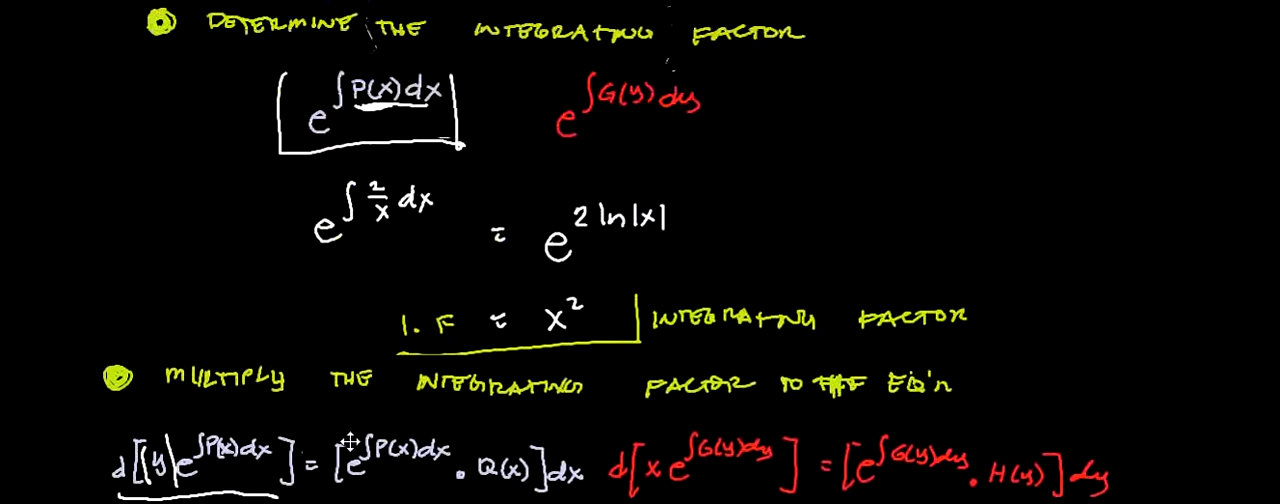 DETERMINE THE INTEGRATING FACTOR
e^∫P(x)dx e^∫G(y)dy
e^∫2/x dx = e^2 ln|x|
I.F = x² INTEGRATING FACTOR
MULTIPLY THE INTEGRATING FACTOR TO THE EQ'n
d[(y)e^∫P(x)dx] = [e^∫P(x)dx · Q(x)]dx d[x e^∫G(y)dy] = [e^∫G(y)dy · H(y)]dy